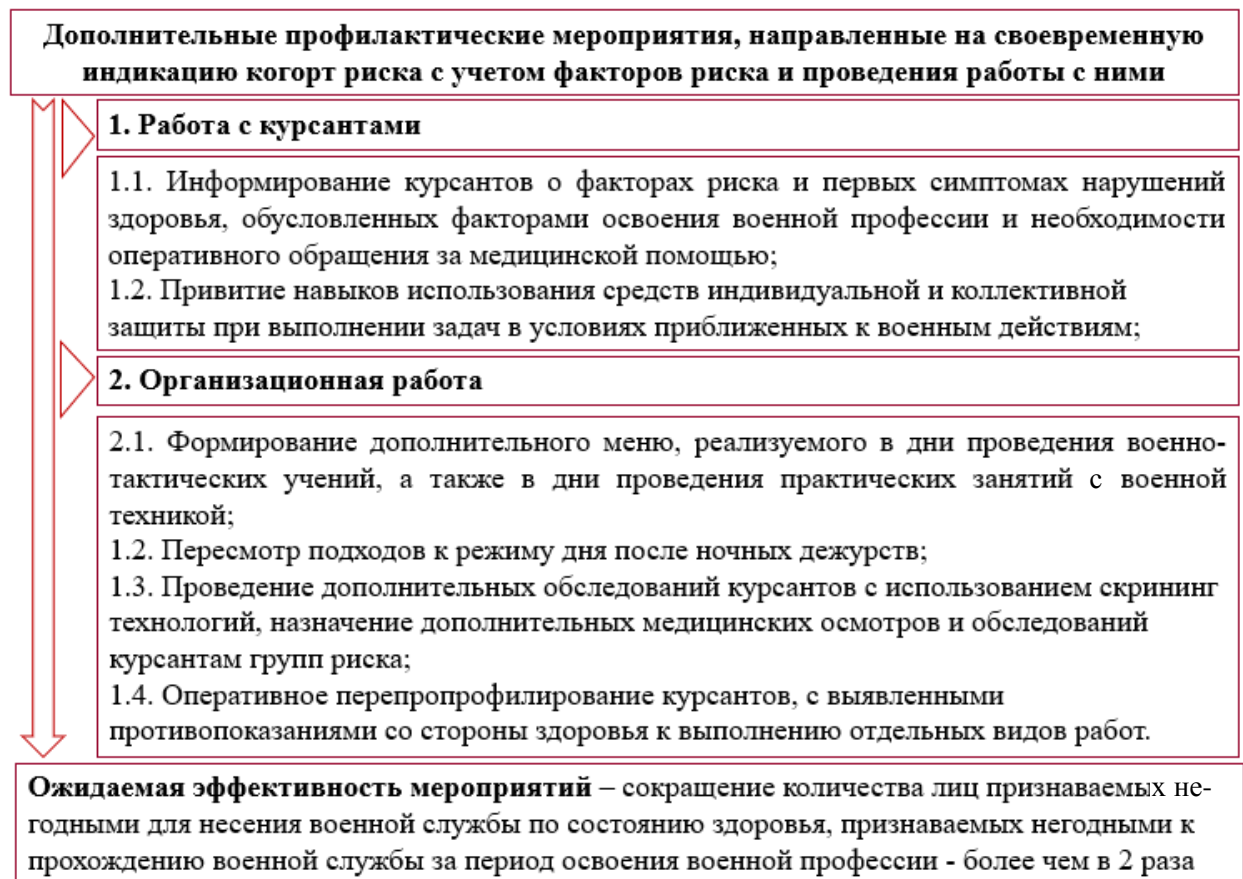 Дополнительные профилактические мероприятия, направленные на своевременную
индикацию когорт риска с учетом факторов риска и проведения работы с ними
1. Работа с курсантами
1.1. Информирование курсантов о факторах риска и первых симптомах нарушений
здоровья, обусловленных факторами освоения военной профессии и необходимости
оперативного обращения за медицинской помощью;
1.2. Привитие навыков использования средств индивидуальной и коллективной
защиты при выполнении задач в условиях приближенных к военным действиям;
2. Организационная работа
2.1. Формирование дополнительного меню, реализуемого в дни проведения военно-
тактических учений, а также в дни проведения практических занятий с военной
техникой;
1.2. Пересмотр подходов к режиму дня после ночных дежурств;
1.3. Проведение дополнительных обследований курсантов с использованием скрининг
технологий, назначение дополнительных медицинских осмотров и обследований
курсантам групп риска;
1.4. Оперативное перепропрофилирование курсантов, с выявленными
противопоказаниями со стороны здоровья к выполнению отдельных видов работ.
Ожидаемая эффективность мероприятий – сокращение количества лиц признаваемых не-
годными для несения военной службы по состоянию здоровья, признаваемых негодными к
прохождению военной службы за период освоения военной профессии - более чем в 2 раза